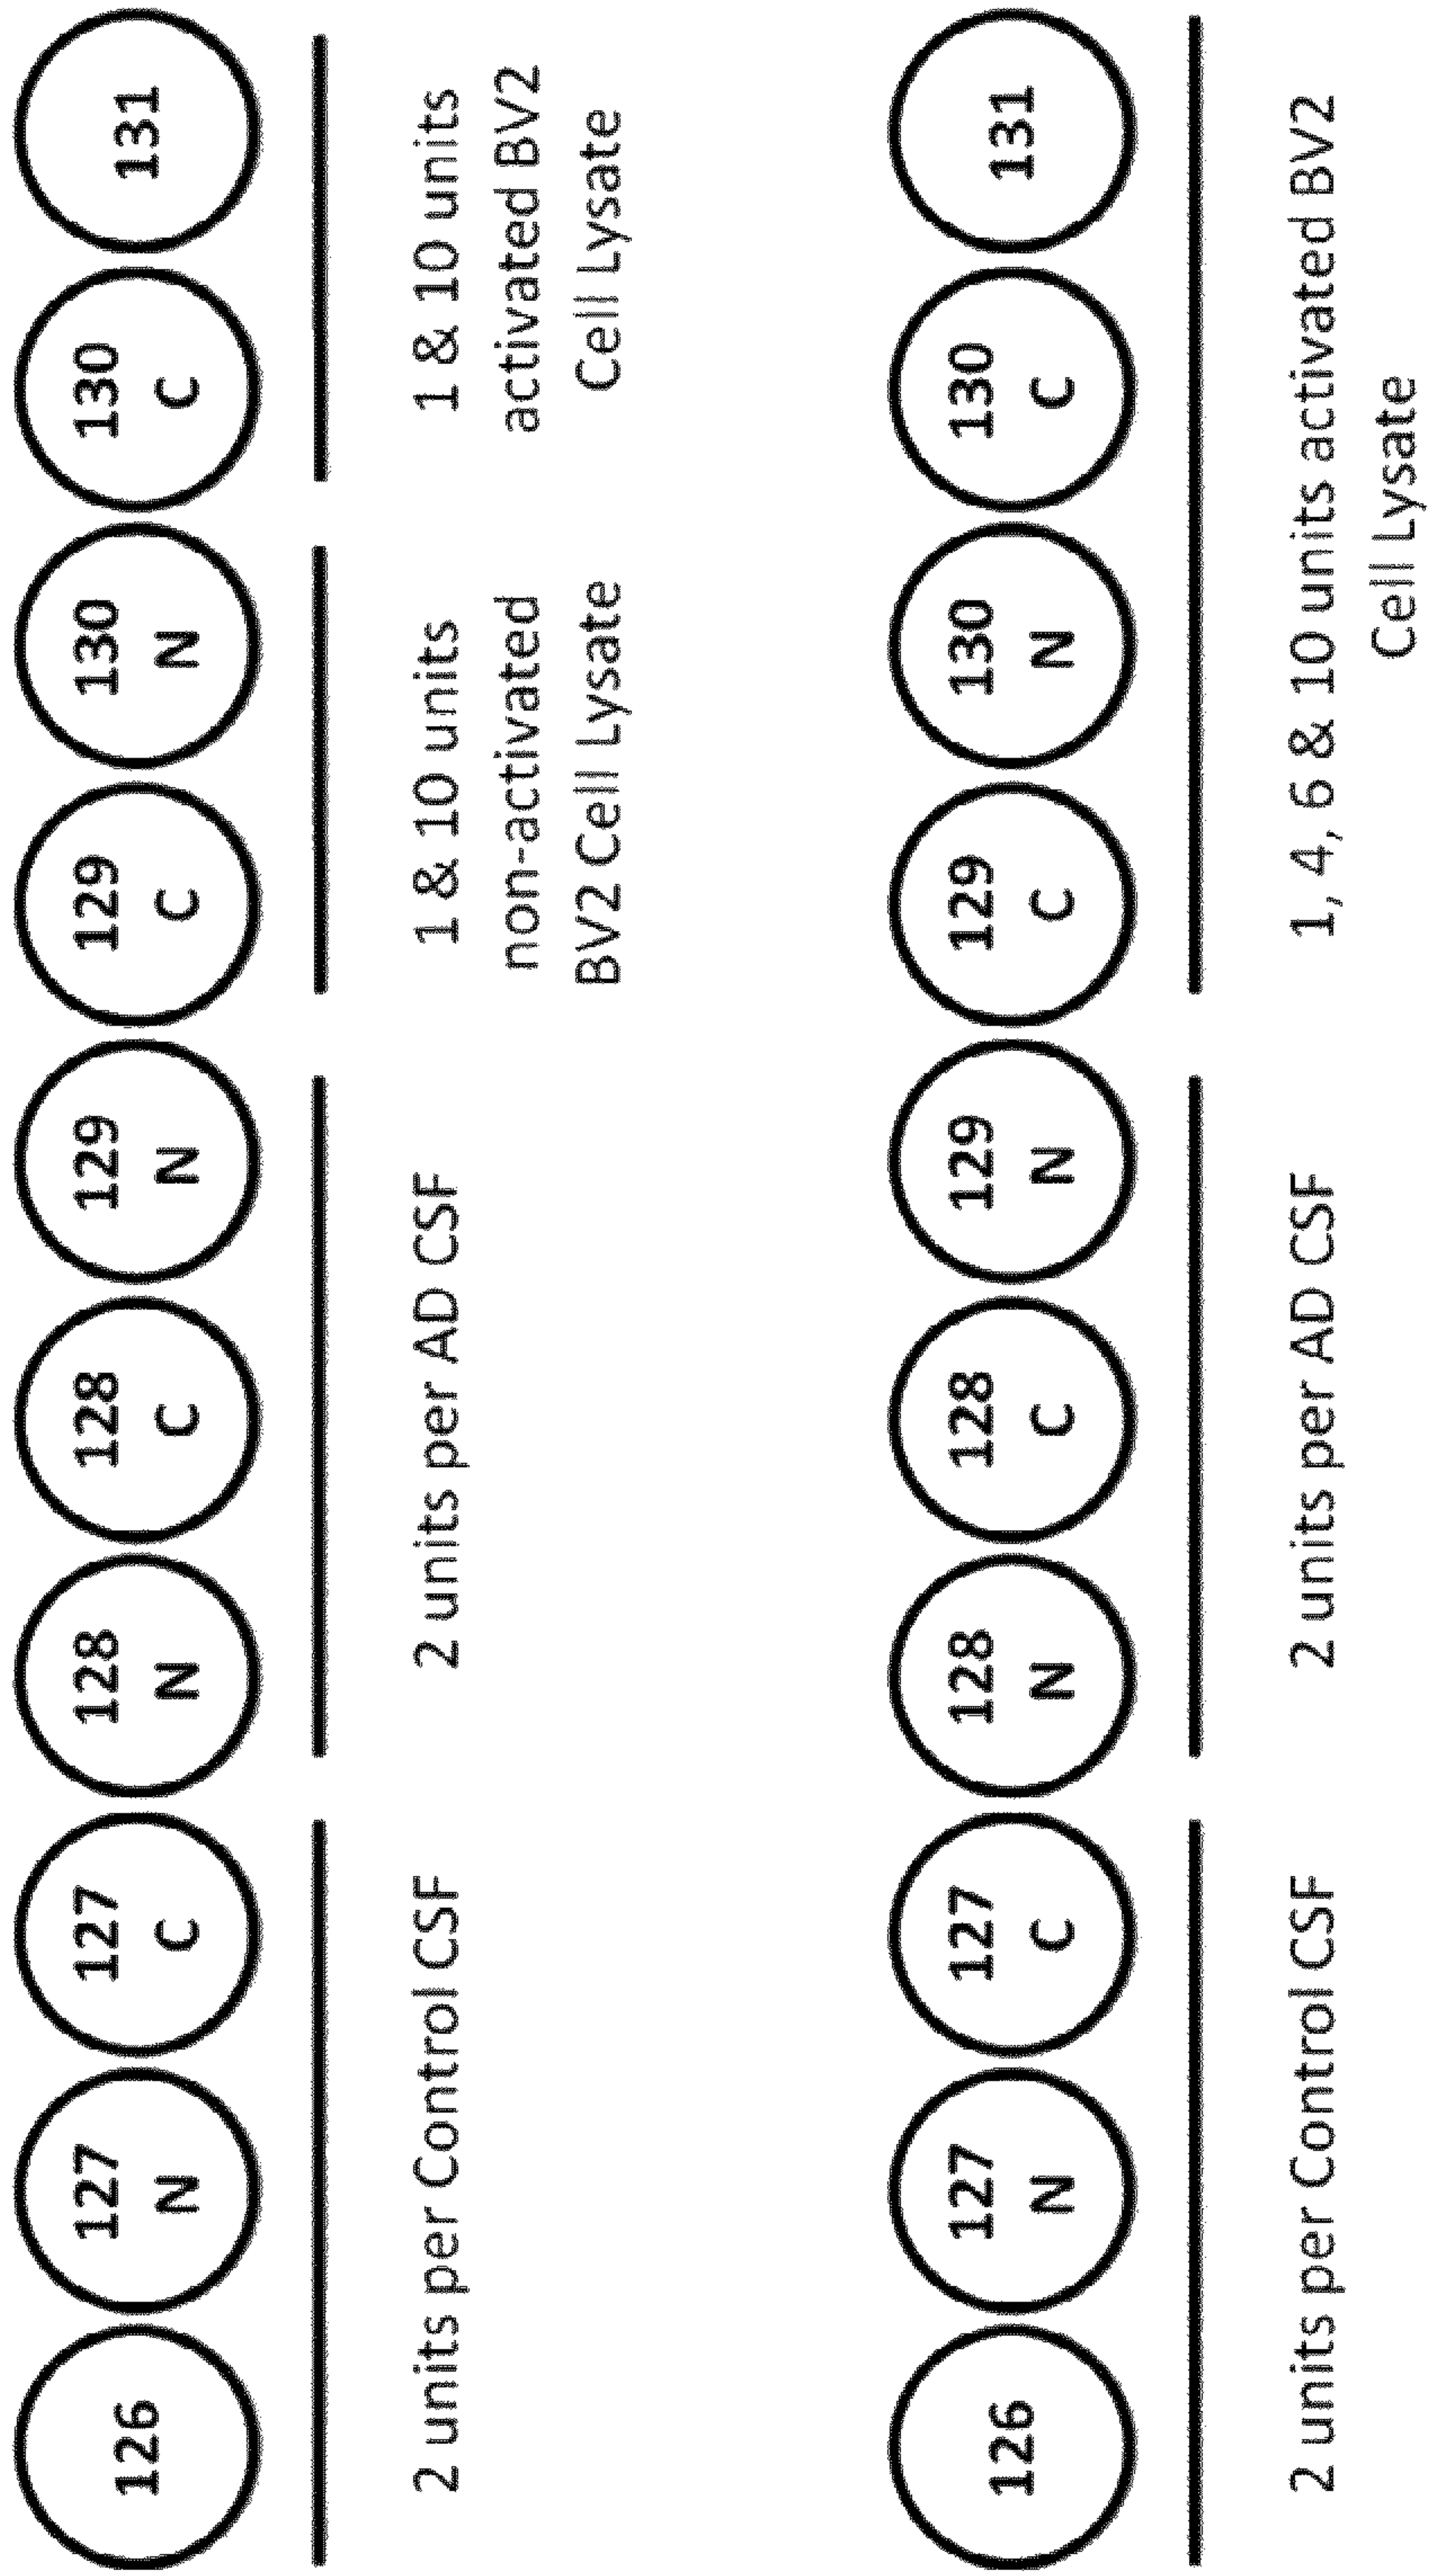 126
127
N
127
C
128
N
128
C
129
N
129
C
130
N
130
C
131
2 units per Control CSF
2 units per AD CSF
1 & 10 units
non-activated
BV2 Cell Lysate
1 & 10 units
activated BV2
Cell Lysate
126
127
N
127
C
128
N
128
C
129
N
129
C
130
N
130
C
131
2 units per Control CSF
2 units per AD CSF
1, 4, 6 & 10 units activated BV2
Cell Lysate